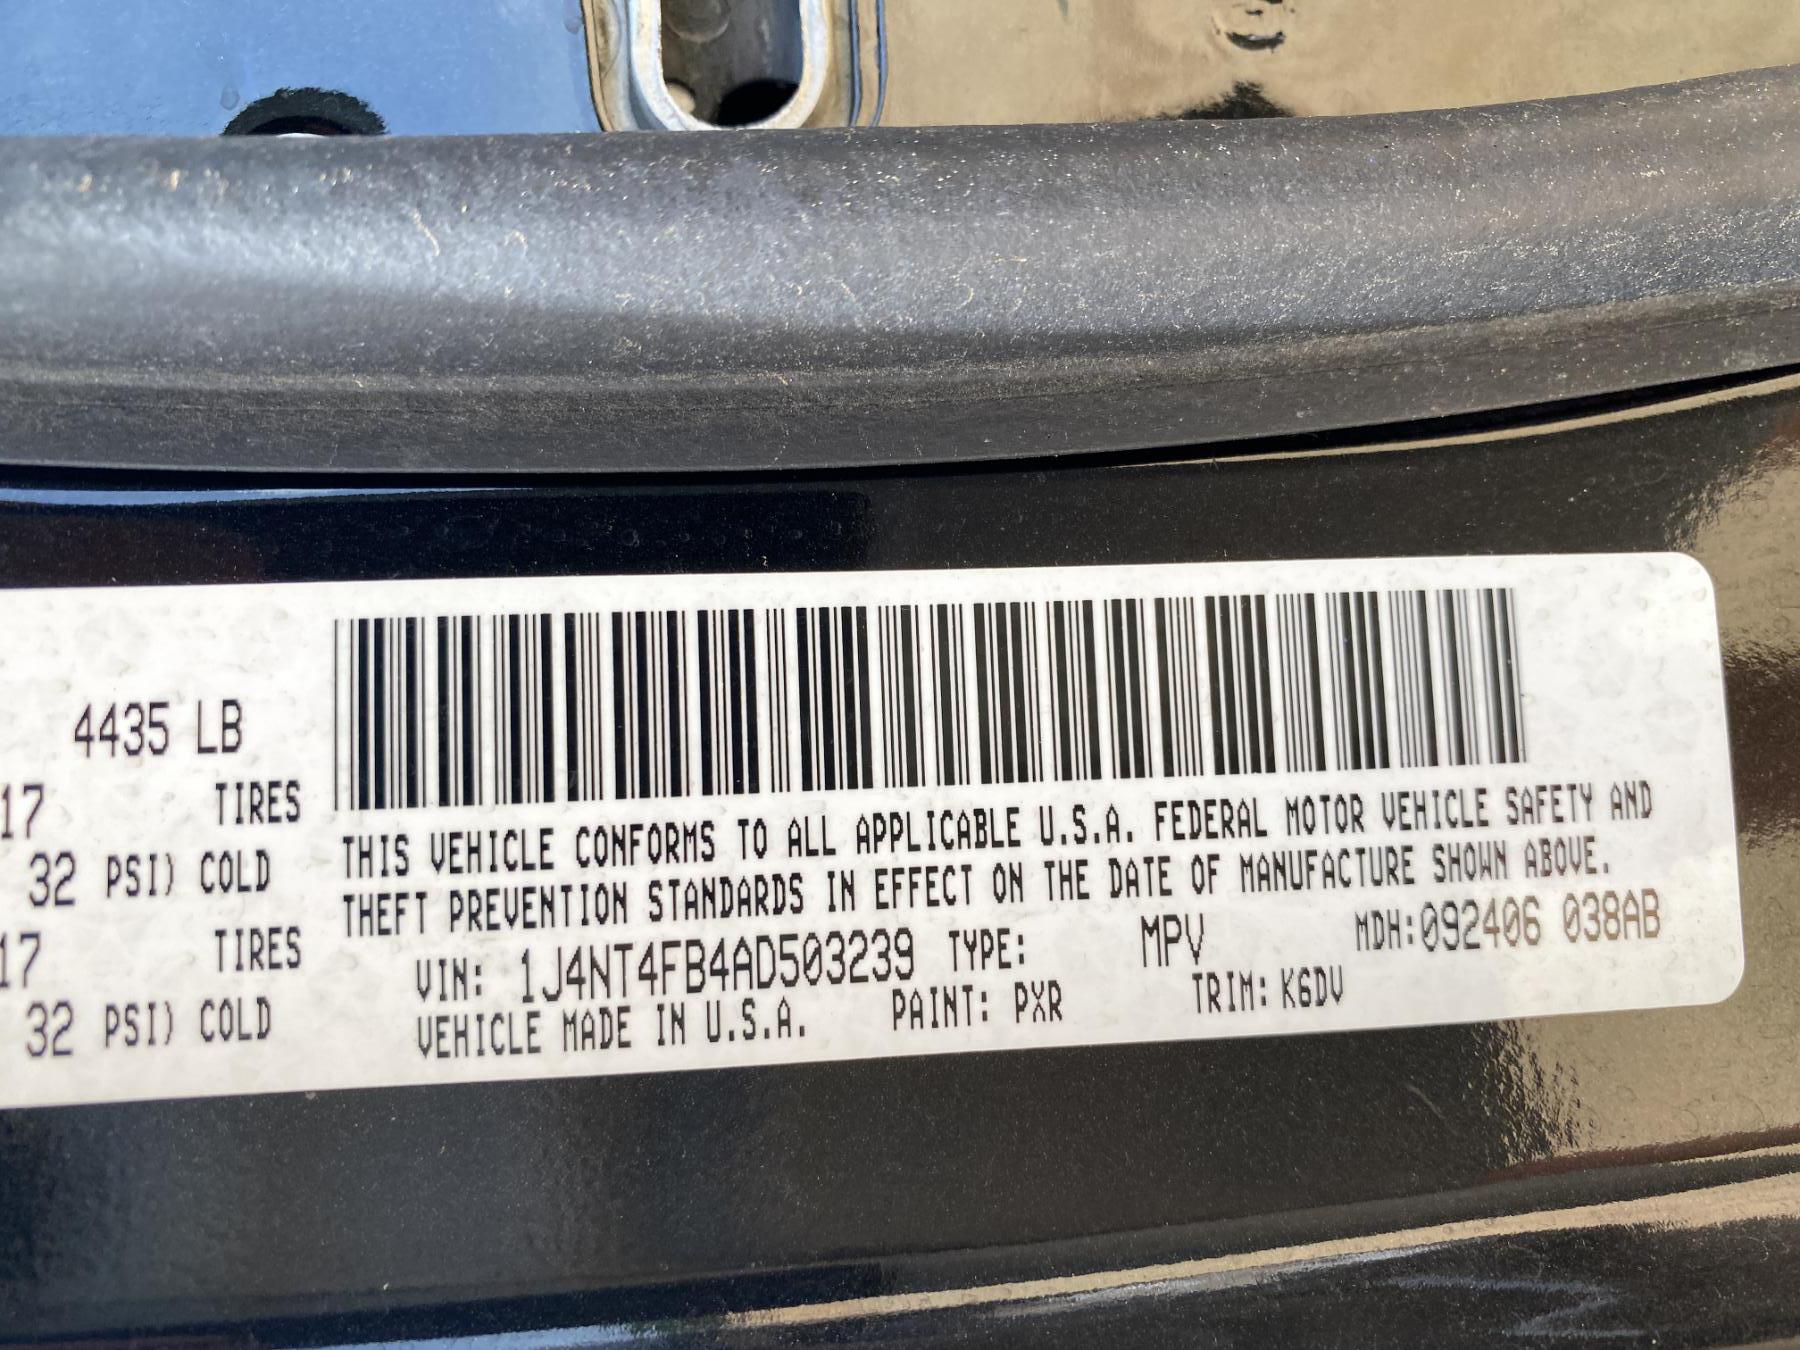 4435 LB
17 TIRES
32 PSI) COLD
17 TIRES
32 PSI) COLD
THIS VEHICLE CONFORMS TO ALL APPLICABLE U.S.A. FEDERAL MOTOR VEHICLE SAFETY AND
THEFT PREVENTION STANDARDS IN EFFECT ON THE DATE OF MANUFACTURE SHOWN ABOVE.
VIN: 1J4NT4FB4AD503239 TYPE: MPV MDH:092406 038AB
VEHICLE MADE IN U.S.A. PAINT: PXR TRIM: K6DV